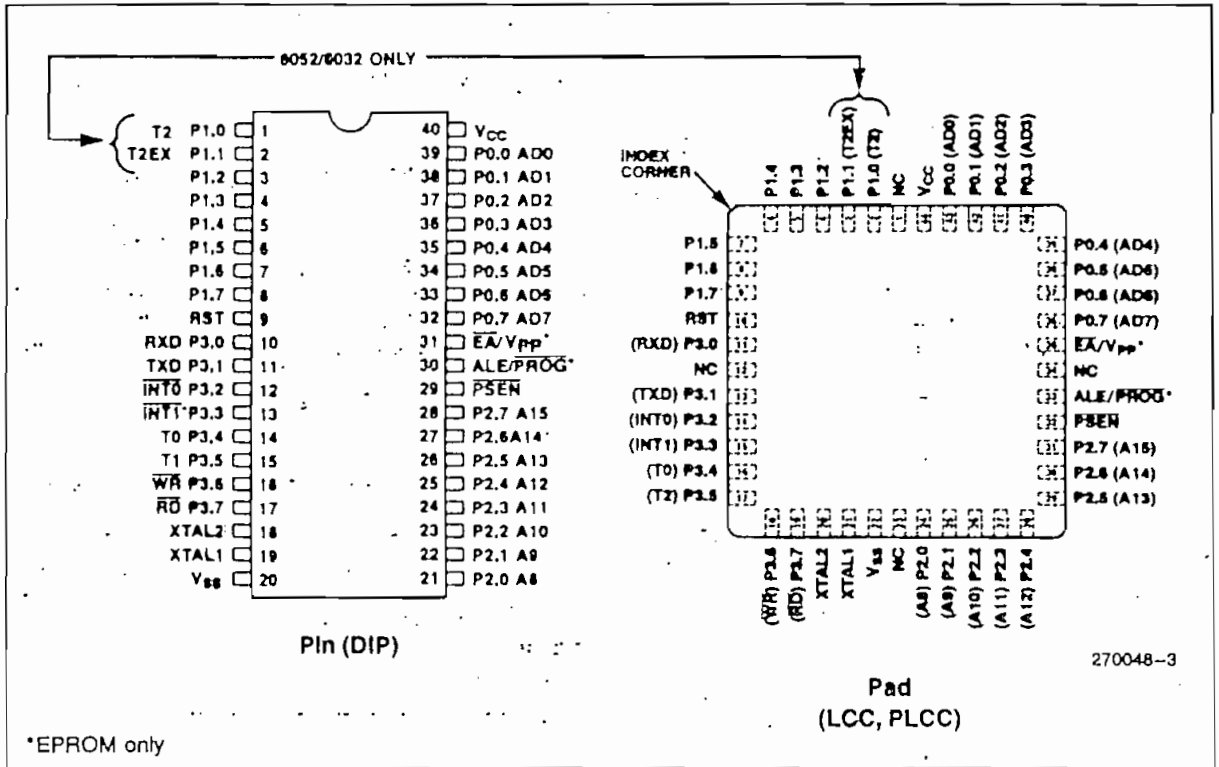 8052/8032 ONLY
T2 P1.0 1
T2EX P1.1 2
P1.2 3
P1.3 4
P1.4 5
P1.5 6
P1.6 7
P1.7 8
RST 9
RXD P3.0 10
TXD P3.1 11
INT0 P3.2 12
INT1 P3.3 13
T0 P3.4 14
T1 P3.5 15
WR P3.6 16
RD P3.7 17
XTAL2 18
XTAL1 19
VSS 20
40 VCC
39 P0.0 AD0
38 P0.1 AD1
37 P0.2 AD2
36 P0.3 AD3
35 P0.4 AD4
34 P0.5 AD5
33 P0.6 AD6
32 P0.7 AD7
31 EA/VPP*
30 ALE/PROG*
29 PSEN
28 P2.7 A15
27 P2.6 A14
26 P2.5 A13
25 P2.4 A12
24 P2.3 A11
23 P2.2 A10
22 P2.1 A9
21 P2.0 A8
Pin (DIP)
INDEX
CORNER
P1.4
P1.3
P1.2
P1.1 (T2EX)
P1.0 (T2)
NC
VCC
P0.0 (AD0)
P0.1 (AD1)
P0.2 (AD2)
P0.3 (AD3)
P1.5
P1.6
P1.7
RST
(RXD) P3.0
NC
(TXD) P3.1
(INT0) P3.2
(INT1) P3.3
(T0) P3.4
(T2) P3.5
P0.4 (AD4)
P0.5 (AD5)
P0.6 (AD6)
P0.7 (AD7)
EA/VPP*
NC
ALE/PROG*
PSEN
P2.7 (A15)
P2.6 (A14)
P2.5 (A13)
(WR) P3.6
(RD) P3.7
XTAL2
XTAL1
VSS
NC
(A8) P2.0
(A9) P2.1
(A10) P2.2
(A11) P2.3
(A12) P2.4
270048-3
Pad
(LCC, PLCC)
*EPROM only